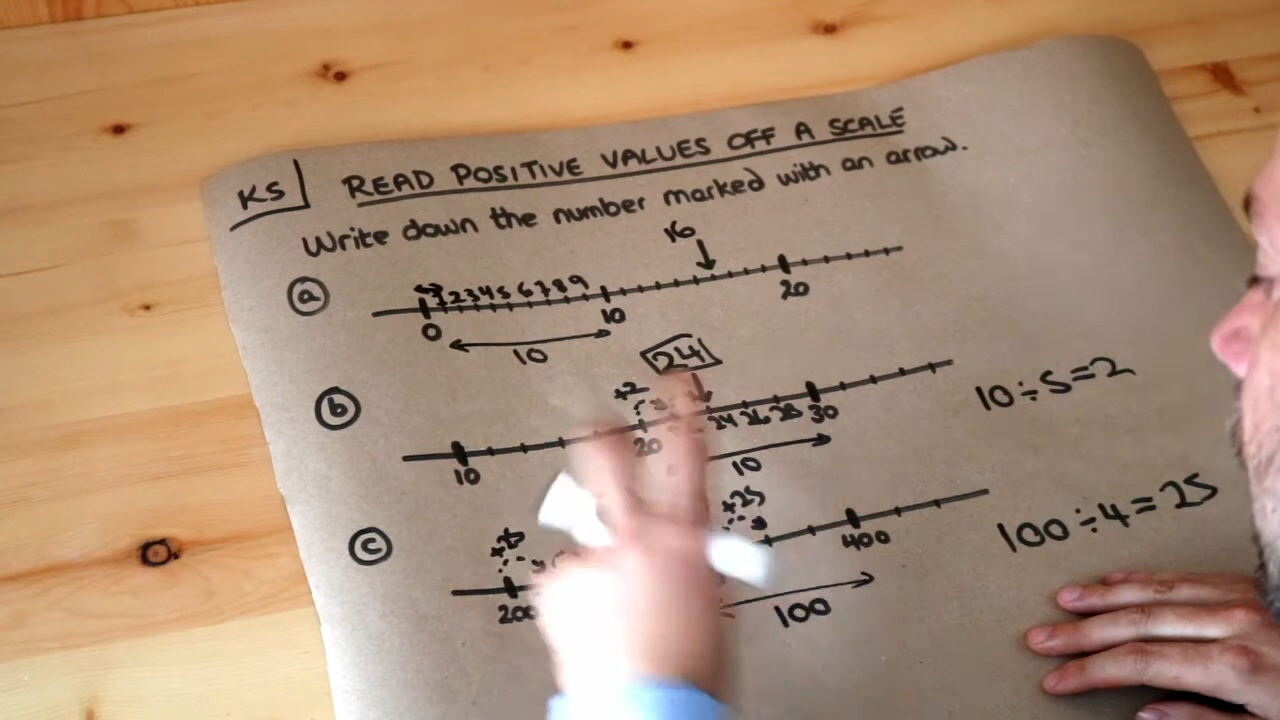 K5
READ POSITIVE VALUES OFF A SCALE
Write down the number marked with an arrow.
16
a
1 2 3 4 5 6 7 8 9
0 10 20
10
24
+2
b
24 26 28 30
10 20
10
10÷5=2
+25
c
200 400
100
100÷4=25